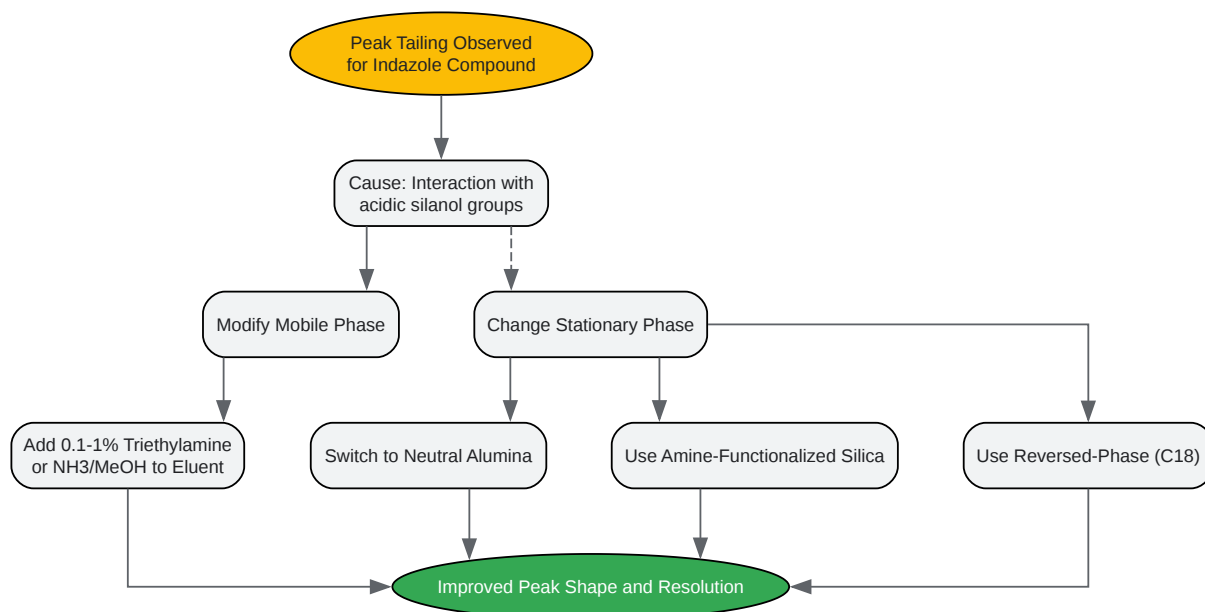 Peak Tailing Observed
for Indazole Compound
Cause: Interaction with
acidic silanol groups
Modify Mobile Phase
Change Stationary Phase
Add 0.1-1% Triethylamine
or NH3/MeOH to Eluent
Switch to Neutral Alumina
Use Amine-Functionalized Silica
Use Reversed-Phase (C18)
Improved Peak Shape and Resolution